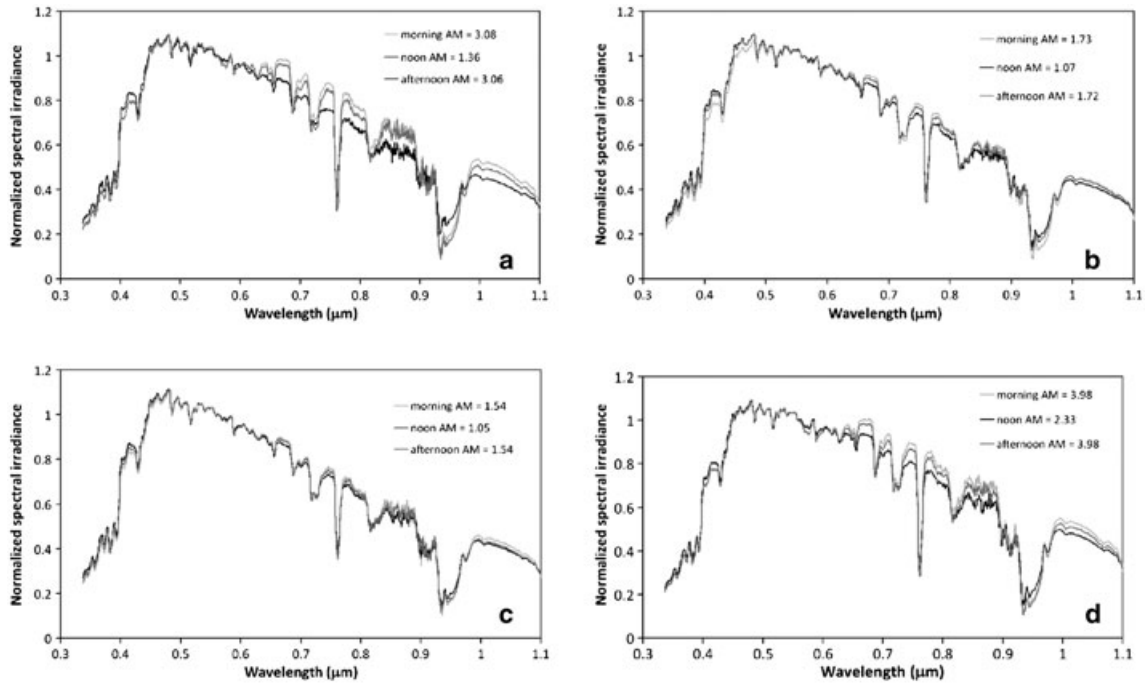 1.2
1
0.8
0.6
0.4
0.2
0
Normalized spectral irradiance
morning AM = 3.08
noon AM = 1.36
afternoon AM = 3.06
a
0.3 0.4 0.5 0.6 0.7 0.8 0.9 1 1.1
Wavelength (µm)
1.2
1
0.8
0.6
0.4
0.2
0
Normalized spectral irradiance
morning AM = 1.73
noon AM = 1.07
afternoon AM = 1.72
b
0.3 0.4 0.5 0.6 0.7 0.8 0.9 1 1.1
Wavelength (µm)
1.2
1
0.8
0.6
0.4
0.2
0
Normalized spectral irradiance
morning AM = 1.54
noon AM = 1.05
afternoon AM = 1.54
c
0.3 0.4 0.5 0.6 0.7 0.8 0.9 1 1.1
Wavelength (µm)
1.2
1
0.8
0.6
0.4
0.2
0
Normalized spectral irradiance
morning AM = 3.98
noon AM = 2.33
afternoon AM = 3.98
d
0.3 0.4 0.5 0.6 0.7 0.8 0.9 1 1.1
Wavelength (µm)